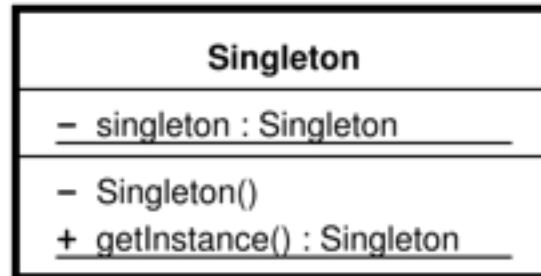 Singleton
– singleton : Singleton
– Singleton()
+ getInstance() : Singleton